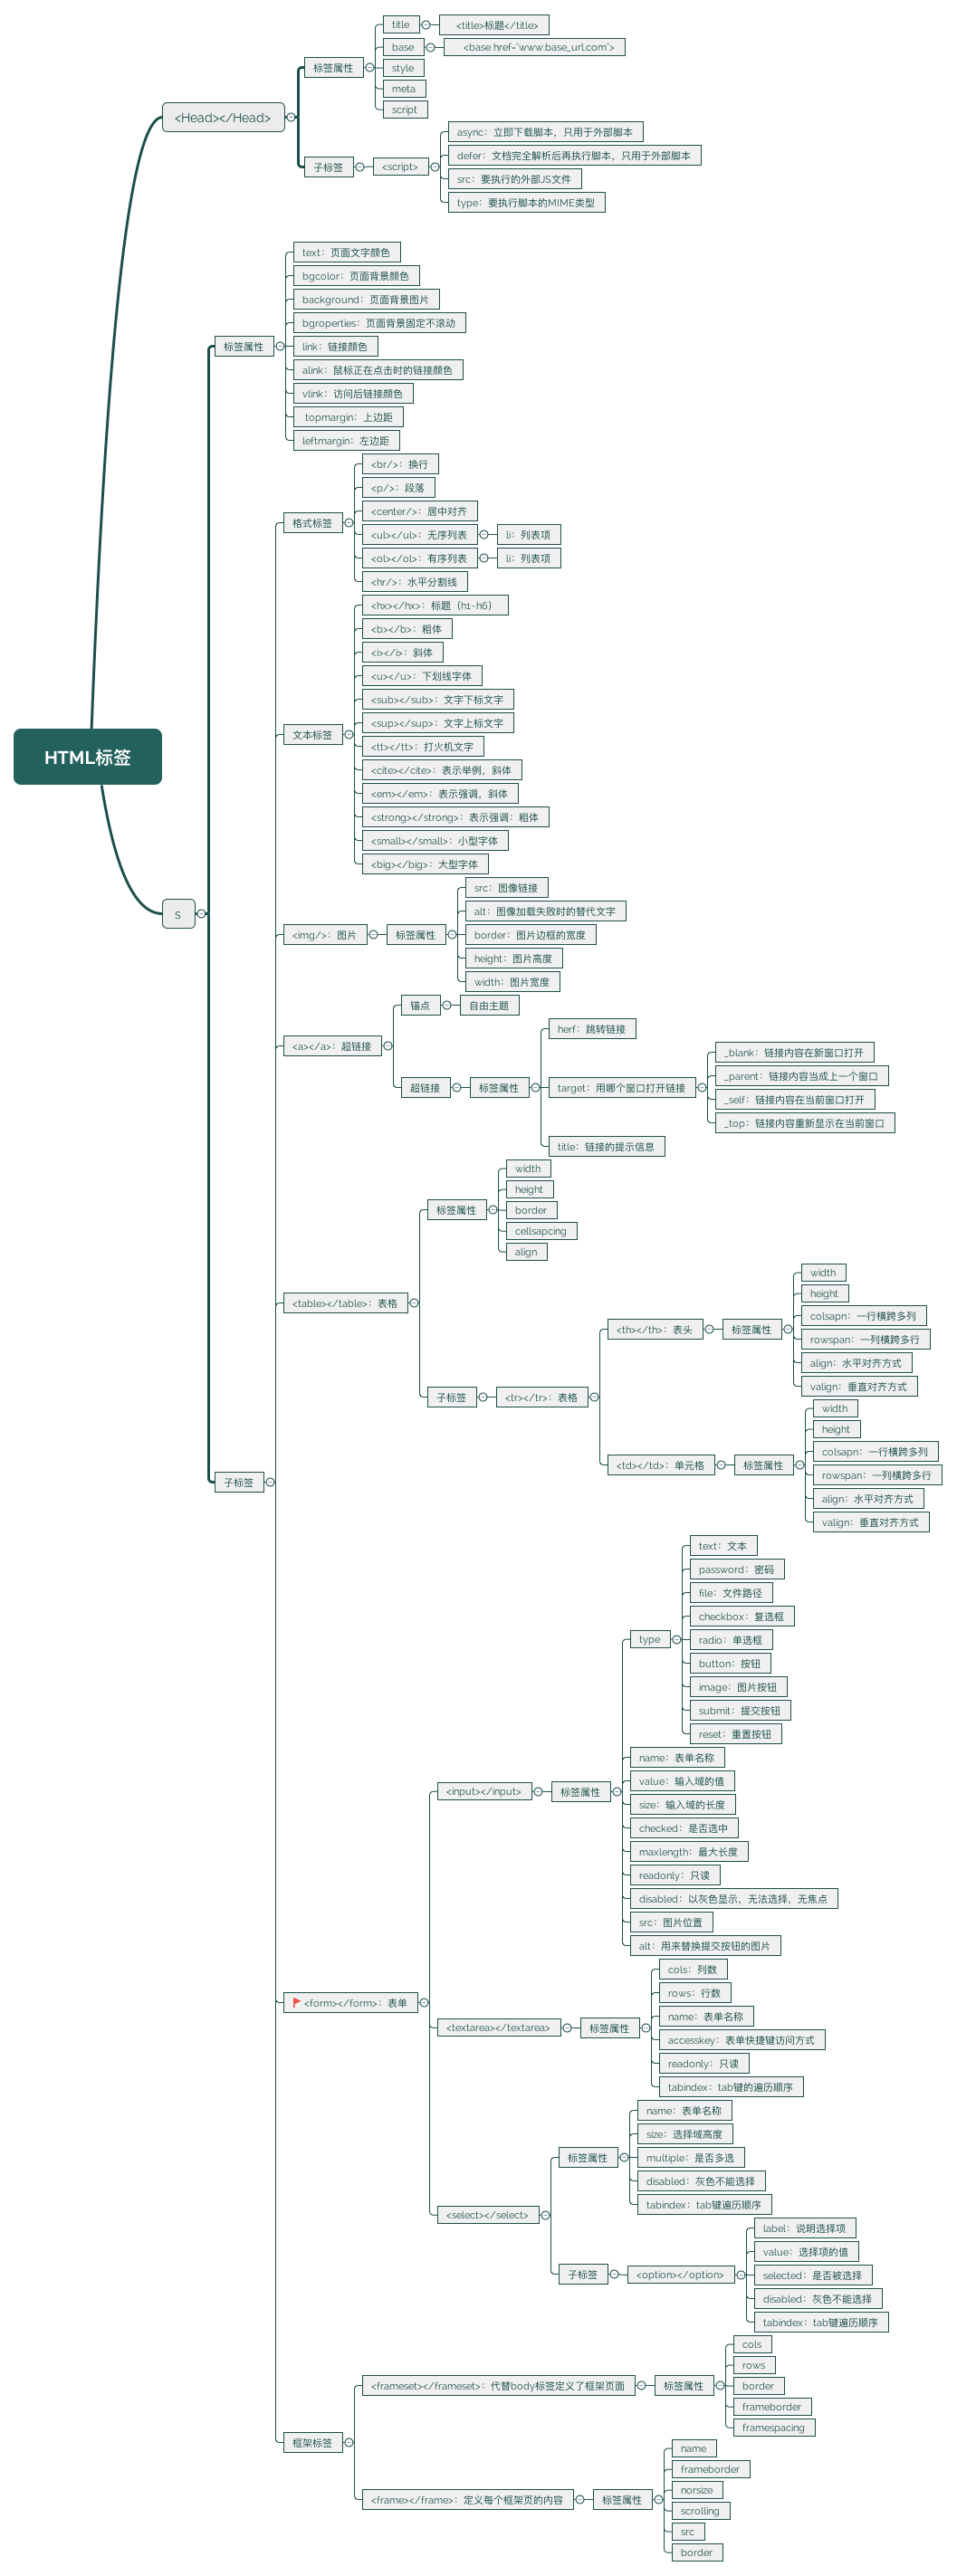 HTML标签
<Head></Head>
标签属性
title
<title>标题</title>
base
<base href="www.base_url.com">
style
meta
script
子标签
<script>
async：立即下载脚本，只用于外部脚本
defer：文档完全解析后再执行脚本，只用于外部脚本
src：要执行的外部JS文件
type：要执行脚本的MIME类型
s
标签属性
text：页面文字颜色
bgcolor：页面背景颜色
background：页面背景图片
bgroperties：页面背景固定不滚动
link：链接颜色
alink：鼠标正在点击时的链接颜色
vlink：访问后链接颜色
topmargin：上边距
leftmargin：左边距
子标签
格式标签
<br/>：换行
<p/>：段落
<center/>：居中对齐
<ul></ul>：无序列表
li：列表项
<ol></ol>：有序列表
li：列表项
<hr/>：水平分割线
文本标签
<hx></hx>：标题（h1~h6）
<b></b>：粗体
<i></i>：斜体
<u></u>：下划线字体
<sub></sub>：文字下标文字
<sup></sup>：文字上标文字
<tt></tt>：打火机文字
<cite></cite>：表示举例，斜体
<em></em>：表示强调，斜体
<strong></strong>：表示强调：粗体
<small></small>：小型字体
<big></big>：大型字体
<img/>：图片
标签属性
src：图像链接
alt：图像加载失败时的替代文字
border：图片边框的宽度
height：图片高度
width：图片宽度
<a></a>：超链接
锚点
自由主题
超链接
标签属性
herf：跳转链接
target：用哪个窗口打开链接
_blank：链接内容在新窗口打开
_parent：链接内容当成上一个窗口
_self：链接内容在当前窗口打开
_top：链接内容重新显示在当前窗口
title：链接的提示信息
<table></table>：表格
标签属性
width
height
border
cellsapcing
align
子标签
<tr></tr>：表格
<th></th>：表头
标签属性
width
height
colsapn：一行横跨多列
rowspan：一列横跨多行
align：水平对齐方式
valign：垂直对齐方式
<td></td>：单元格
标签属性
width
height
colsapn：一行横跨多列
rowspan：一列横跨多行
align：水平对齐方式
valign：垂直对齐方式
<form></form>：表单
<input></input>
标签属性
type
text：文本
password：密码
file：文件路径
checkbox：复选框
radio：单选框
button：按钮
image：图片按钮
submit：提交按钮
reset：重置按钮
name：表单名称
value：输入域的值
size：输入域的长度
checked：是否选中
maxlength：最大长度
readonly：只读
disabled：以灰色显示，无法选择，无焦点
src：图片位置
alt：用来替换提交按钮的图片
<textarea></textarea>
标签属性
cols：列数
rows：行数
name：表单名称
accesskey：表单快捷键访问方式
readonly：只读
tabindex：tab键的遍历顺序
<select></select>
标签属性
name：表单名称
size：选择域高度
multiple：是否多选
disabled：灰色不能选择
tabindex：tab键遍历顺序
子标签
<option></option>
label：说明选择项
value：选择项的值
selected：是否被选择
disabled：灰色不能选择
tabindex：tab键遍历顺序
框架标签
<frameset></frameset>：代替body标签定义了框架页面
标签属性
cols
rows
border
frameborder
framespacing
<frame></frame>：定义每个框架页的内容
标签属性
name
frameborder
norsize
scrolling
src
border